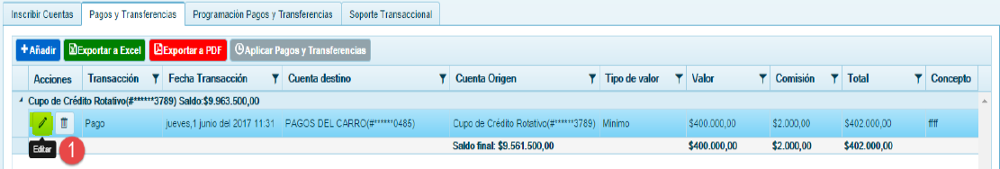 Inscribir Cuentas Pagos y Transferencias Programación Pagos y Transferencias Soporte Transaccional
+Añadir Exportar a Excel Exportar a PDF Aplicar Pagos y Transferencias
Acciones Transacción Fecha Transacción Cuenta destino Cuenta Origen Tipo de valor Valor Comisión Total Concepto
Cupo de Crédito Rotativo(#******3789) Saldo:$9.963.500,00
Pago jueves,1 junio del 2017 11:31 PAGOS DEL CARRO(#******0485) Cupo de Crédito Rotativo(#******3789) Minimo $400.000,00 $2.000,00 $402.000,00 ffff
Editar 1 Saldo final: $9.561.500,00 $400.000,00 $2.000,00 $402.000,00